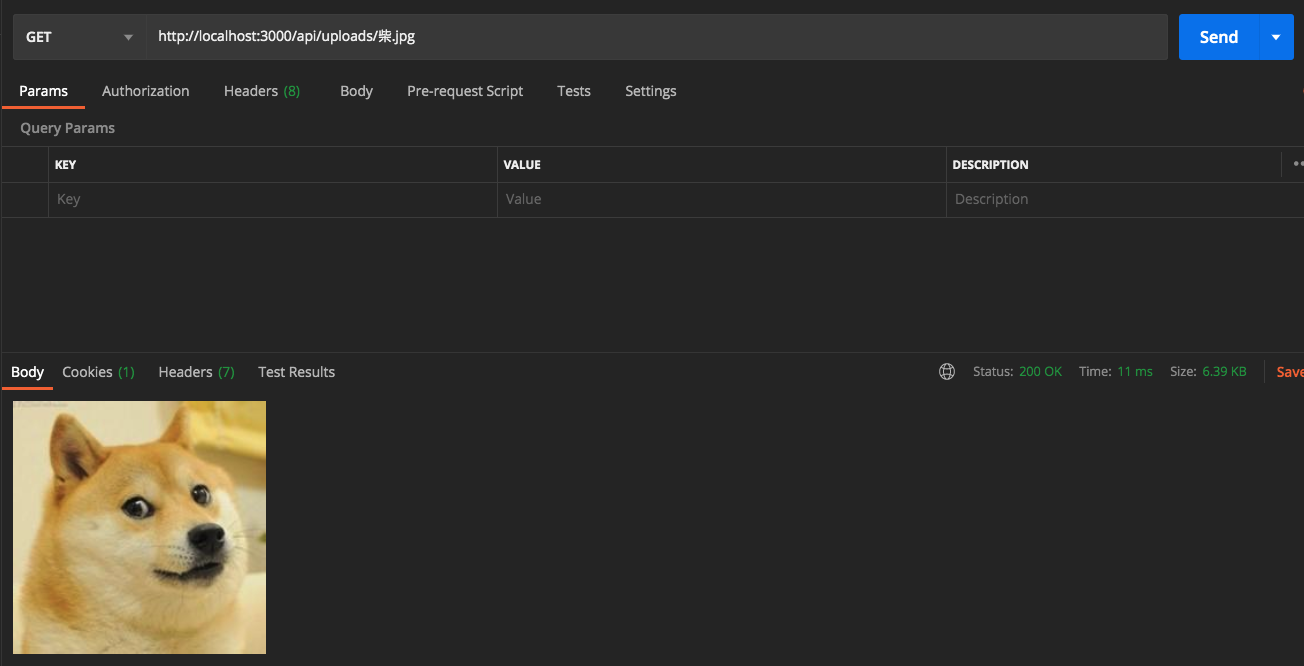 GET http://localhost:3000/api/uploads/柴.jpg Send
Params Authorization Headers (8) Body Pre-request Script Tests Settings
Query Params
KEY VALUE DESCRIPTION
Key Value Description
Body Cookies (1) Headers (7) Test Results Status: 200 OK Time: 11 ms Size: 6.39 KB Save